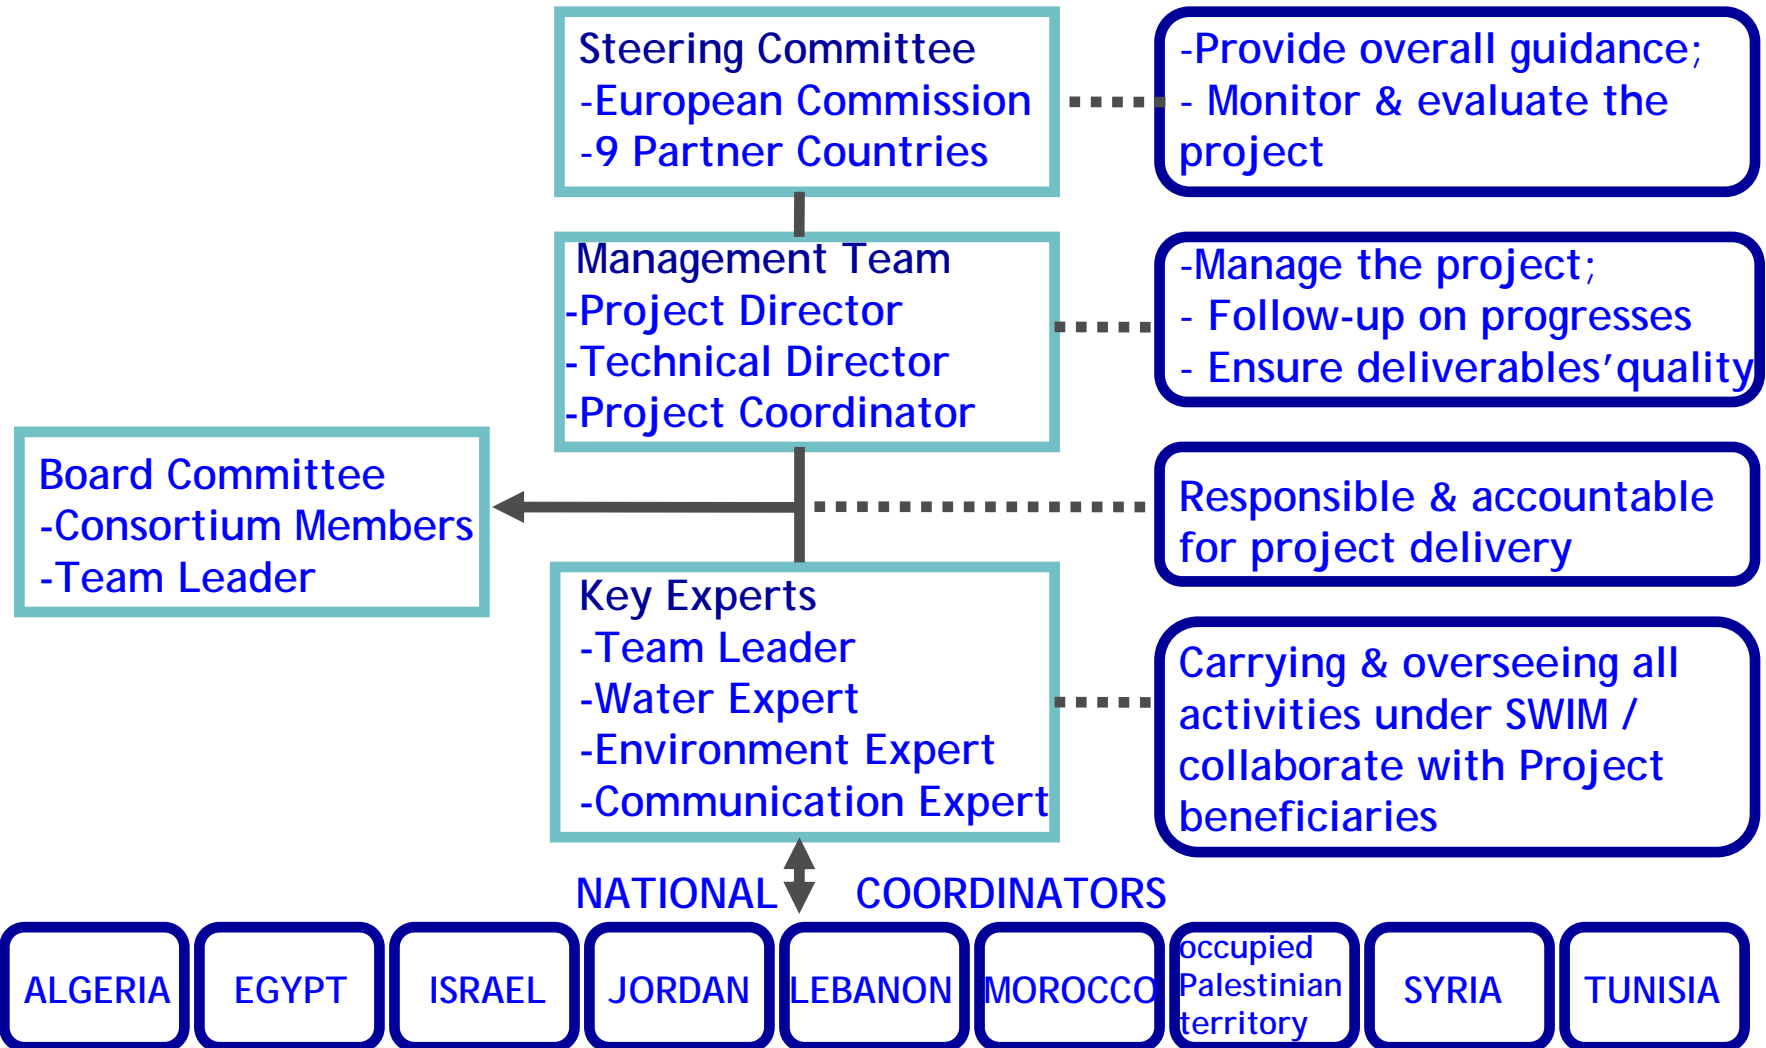 Steering Committee
-European Commission
-9 Partner Countries
-Provide overall guidance;
- Monitor & evaluate the
project
Management Team
-Project Director
-Technical Director
-Project Coordinator
-Manage the project;
- Follow-up on progresses
- Ensure deliverables'quality
Board Committee
-Consortium Members
-Team Leader
Responsible & accountable
for project delivery
Key Experts
-Team Leader
-Water Expert
-Environment Expert
-Communication Expert
Carrying & overseeing all
activities under SWIM /
collaborate with Project
beneficiaries
NATIONAL COORDINATORS
ALGERIA
EGYPT
ISRAEL
JORDAN
LEBANON
MOROCCO
occupied
Palestinian
territory
SYRIA
TUNISIA